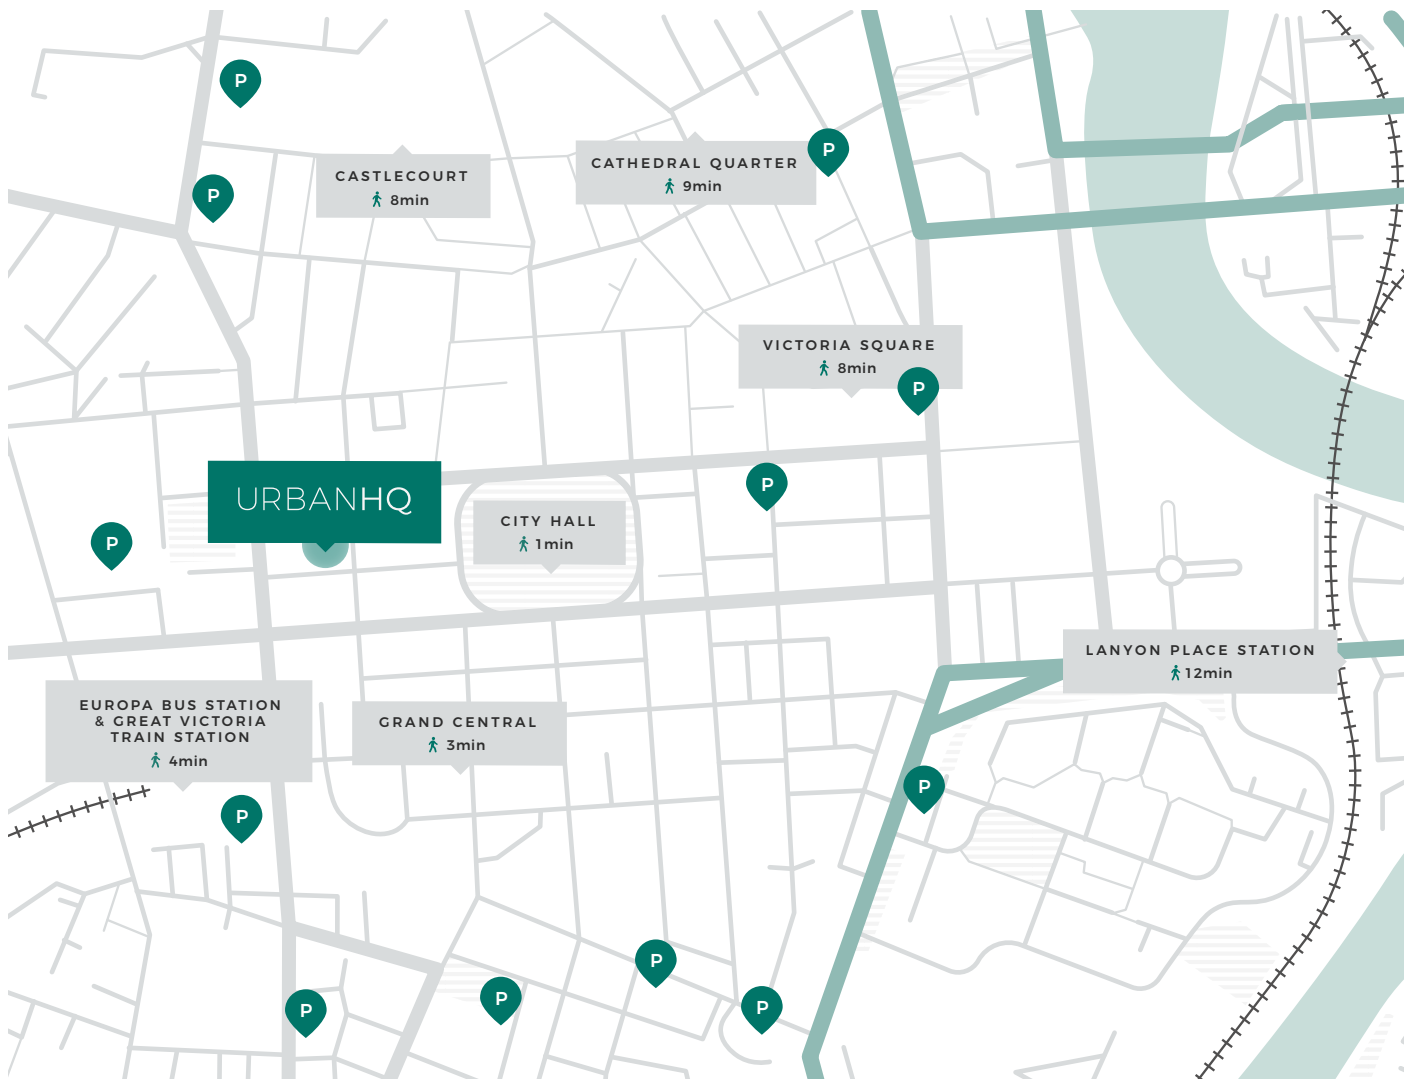 P
P
CASTLECOURT
8min
CATHEDRAL QUARTER
9min
P
VICTORIA SQUARE
8min
P
URBANHQ
P
CITY HALL
1min
P
LANYON PLACE STATION
12min
EUROPA BUS STATION
& GREAT VICTORIA
TRAIN STATION
4min
GRAND CENTRAL
3min
P
P
P
P
P
P